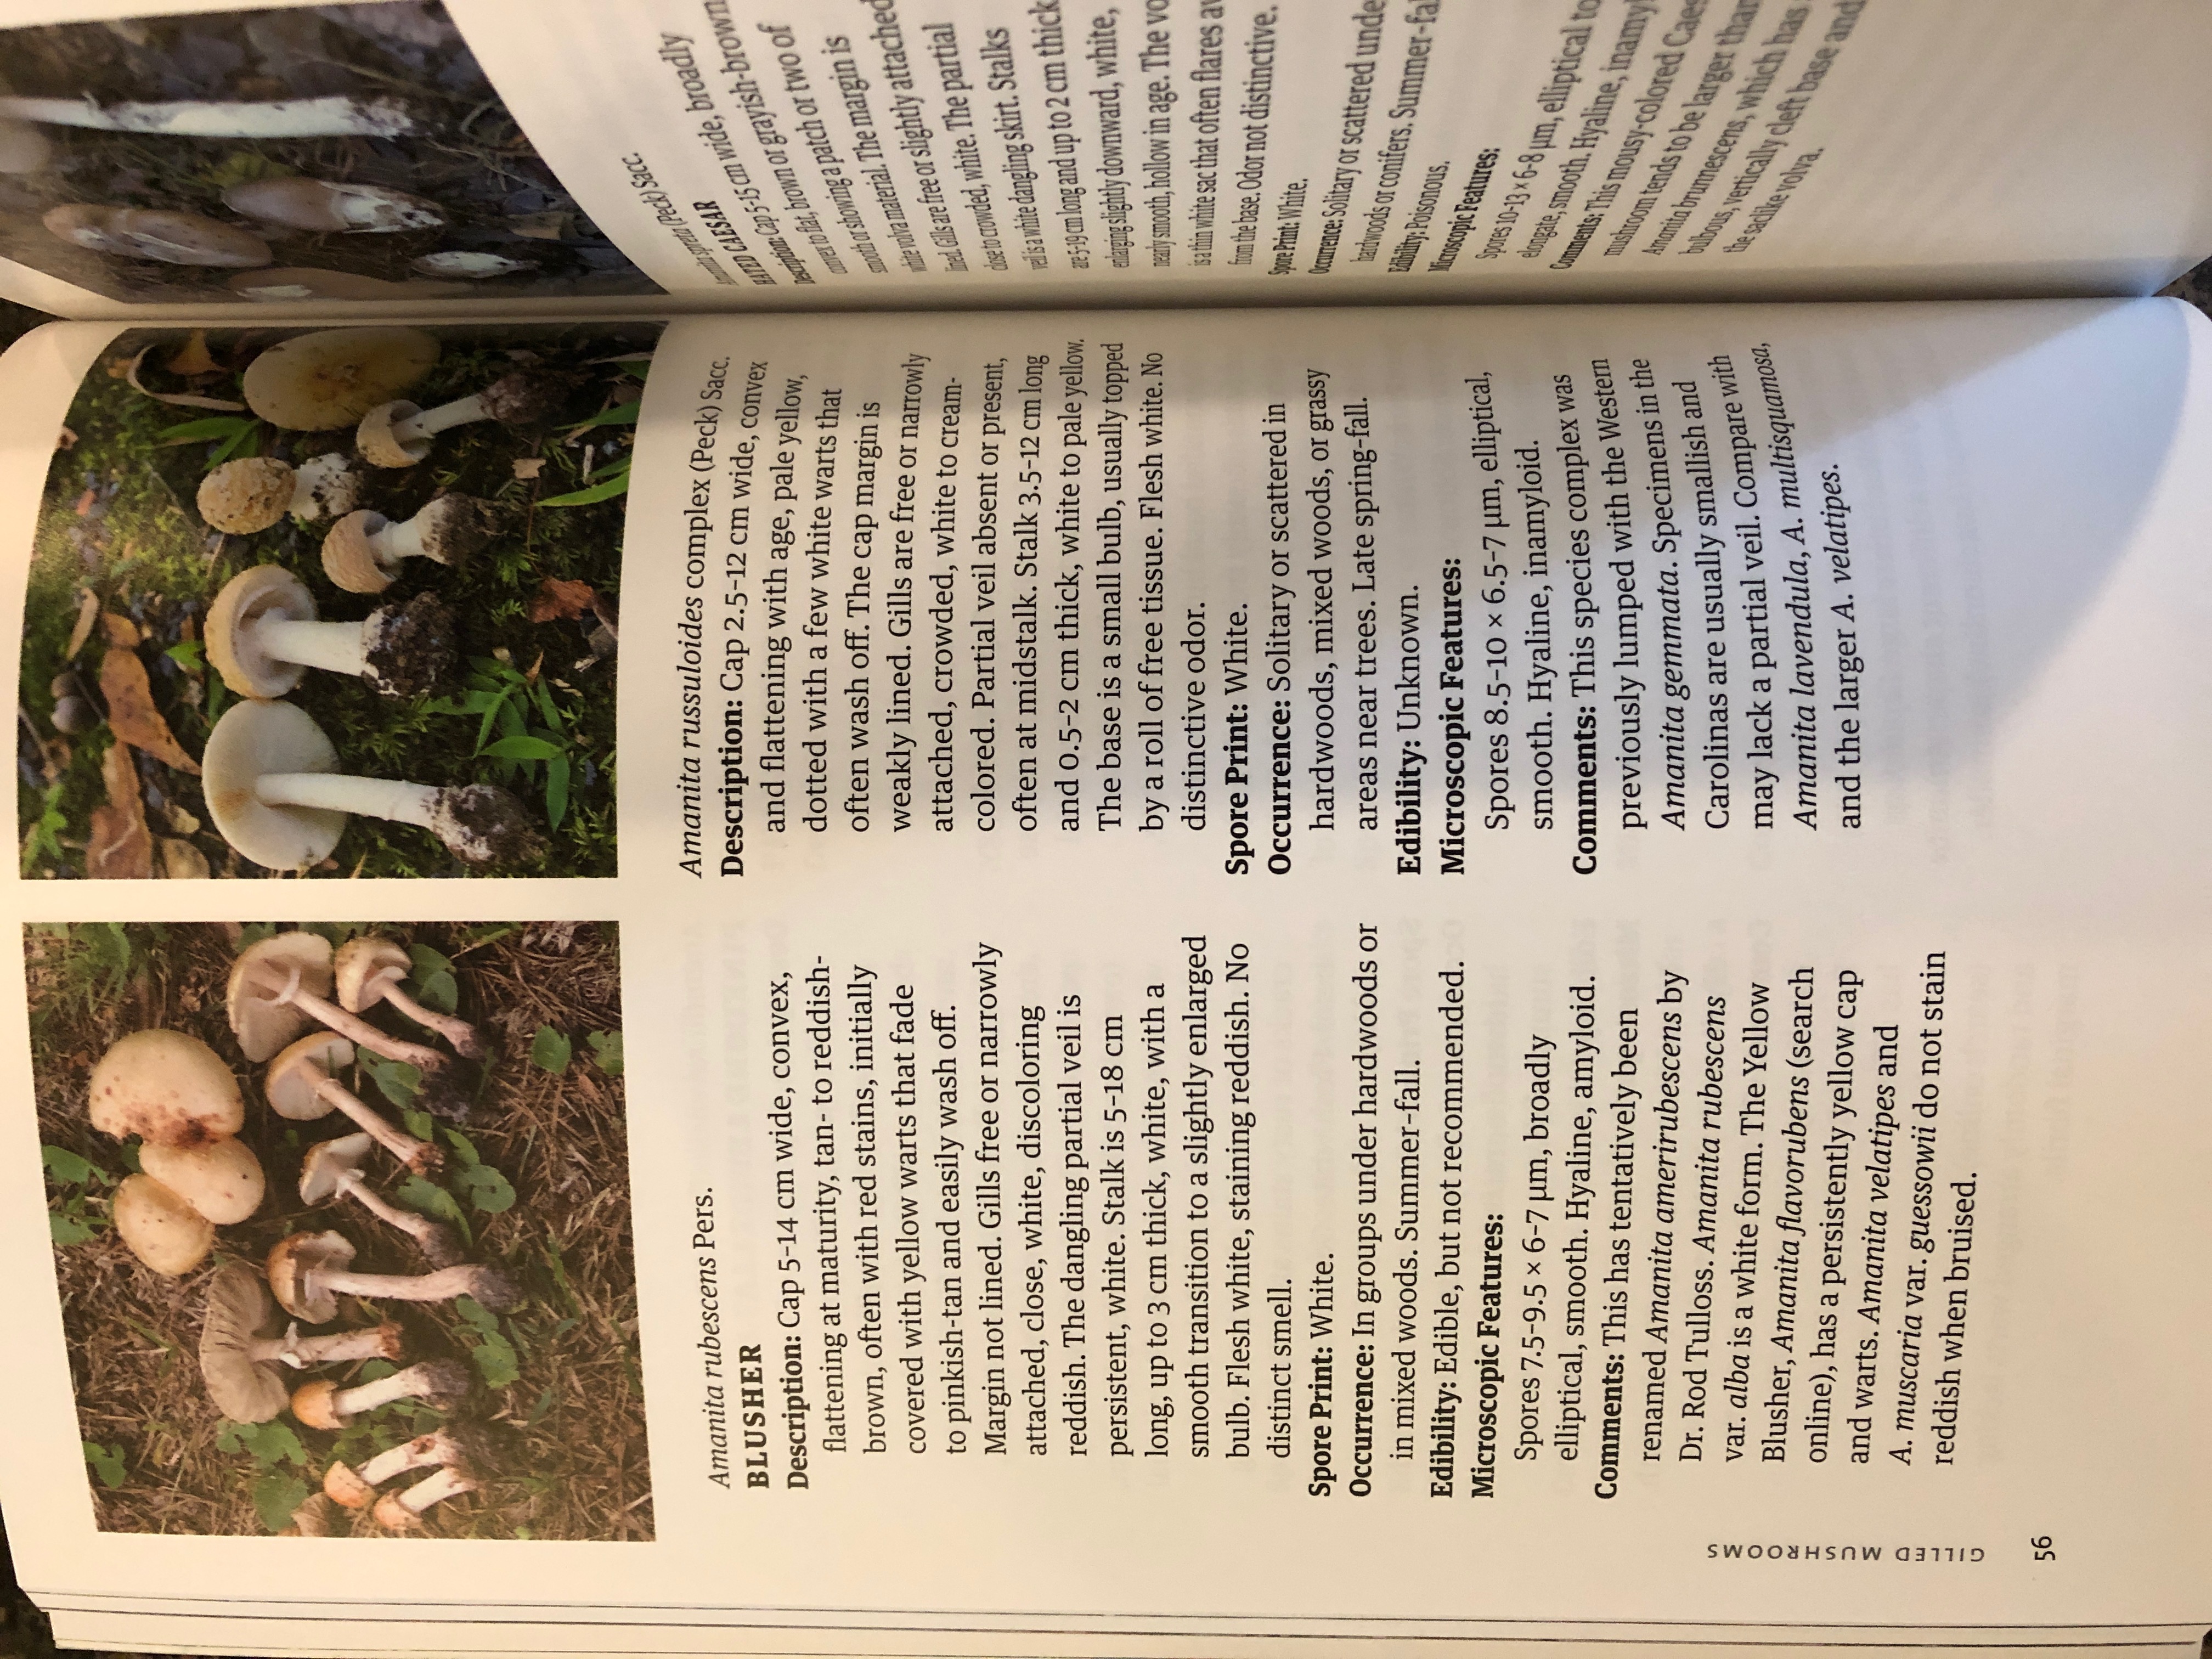 Amanita rubescens Pers.
BLUSHER
Description: Cap 5–14 cm wide, convex,
flattening at maturity, tan- to reddish-
brown, often with red stains, initially
covered with yellow warts that fade
to pinkish-tan and easily wash off.
Margin not lined. Gills free or narrowly
attached, close, white, discoloring
reddish. The dangling partial veil is
persistent, white. Stalk is 5–18 cm
long, up to 3 cm thick, white, with a
smooth transition to a slightly enlarged
bulb. Flesh white, staining reddish. No
distinct smell.
Spore Print: White.
Occurrence: In groups under hardwoods or
in mixed woods. Summer–fall.
Edibility: Edible, but not recommended.
Microscopic Features:
Spores 7.5–9.5 × 6–7 µm, broadly
elliptical, smooth. Hyaline, amyloid.
Comments: This has tentatively been
renamed Amanita amerirubescens by
Dr. Rod Tulloss. Amanita rubescens
var. alba is a white form. The Yellow
Blusher, Amanita flavorubens (search
online), has a persistently yellow cap
and warts. Amanita velatipes and
A. muscaria var. guessowii do not stain
reddish when bruised.
Amanita russuloides complex (Peck) Sacc.
Description: Cap 2.5–12 cm wide, convex
and flattening with age, pale yellow,
dotted with a few white warts that
often wash off. The cap margin is
weakly lined. Gills are free or narrowly
attached, crowded, white to cream-
colored. Partial veil absent or present,
often at midstalk. Stalk 3.5–12 cm long
and 0.5–2 cm thick, white to pale yellow.
The base is a small bulb, usually topped
by a roll of free tissue. Flesh white. No
distinctive odor.
Spore Print: White.
Occurrence: Solitary or scattered in
hardwoods, mixed woods, or grassy
areas near trees. Late spring–fall.
Edibility: Unknown.
Microscopic Features:
Spores 8.5–10 × 6.5–7 µm, elliptical,
smooth. Hyaline, inamyloid.
Comments: This species complex was
previously lumped with the Western
Amanita gemmata. Specimens in the
Carolinas are usually smallish and
may lack a partial veil. Compare with
Amanita lavendula, A. multisquamosa,
and the larger A. velatipes.
56 GILLED MUSHROOMS
Amanita spreta (Peck) Sacc.
HATED CAESAR
Description: Cap 5–15 cm wide, broadly
convex to flat, brown or grayish-brown
smooth or showing a patch or two of
white volva material. The margin is
lined. Gills are free or slightly attached
close to crowded, white. The partial
veil is a white dangling skirt. Stalks
are 5–19 cm long and up to 2 cm thick
enlarging slightly downward, white,
nearly smooth, hollow in age. The vo
is a thin white sac that often flares a
from the base. Odor not distinctive.
Spore Print: White.
Occurrence: Solitary or scattered unde
hardwoods or conifers. Summer–fa
Edibility: Poisonous.
Microscopic Features:
Spores 10–13 × 6–8 µm, elliptical to
elongate, smooth. Hyaline, inamy
Comments: This mousy-colored Caes
mushroom tends to be larger than
Amanita brunnescens, which has
bulbous, vertically cleft base and
the saclike volva.